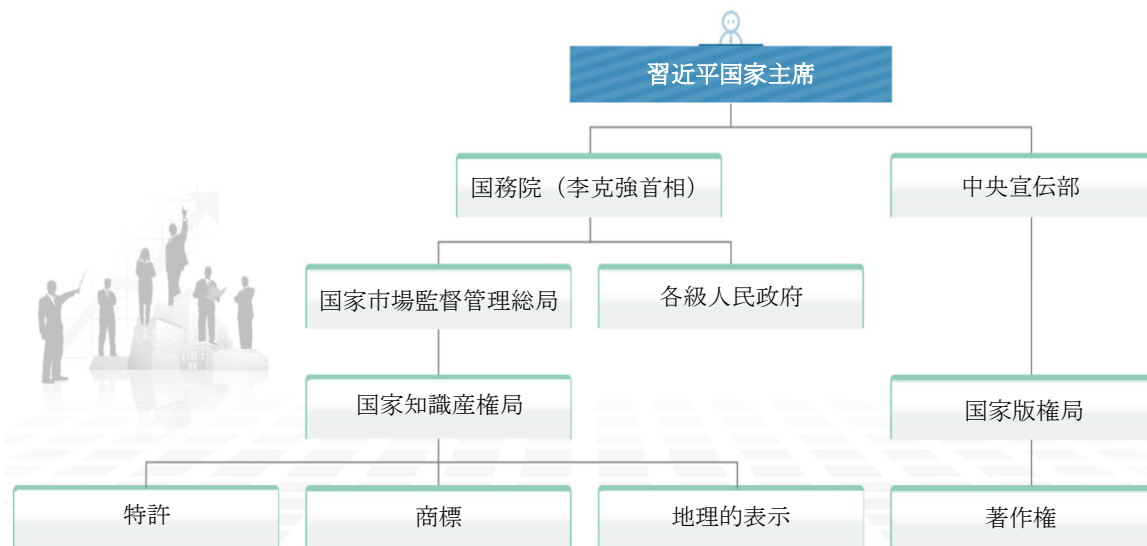 習近平国家主席
国務院（李克強首相）
中央宣伝部
国家市場監督管理総局
各級人民政府
国家知識産権局
国家版権局
特許
商標
地理的表示
著作権